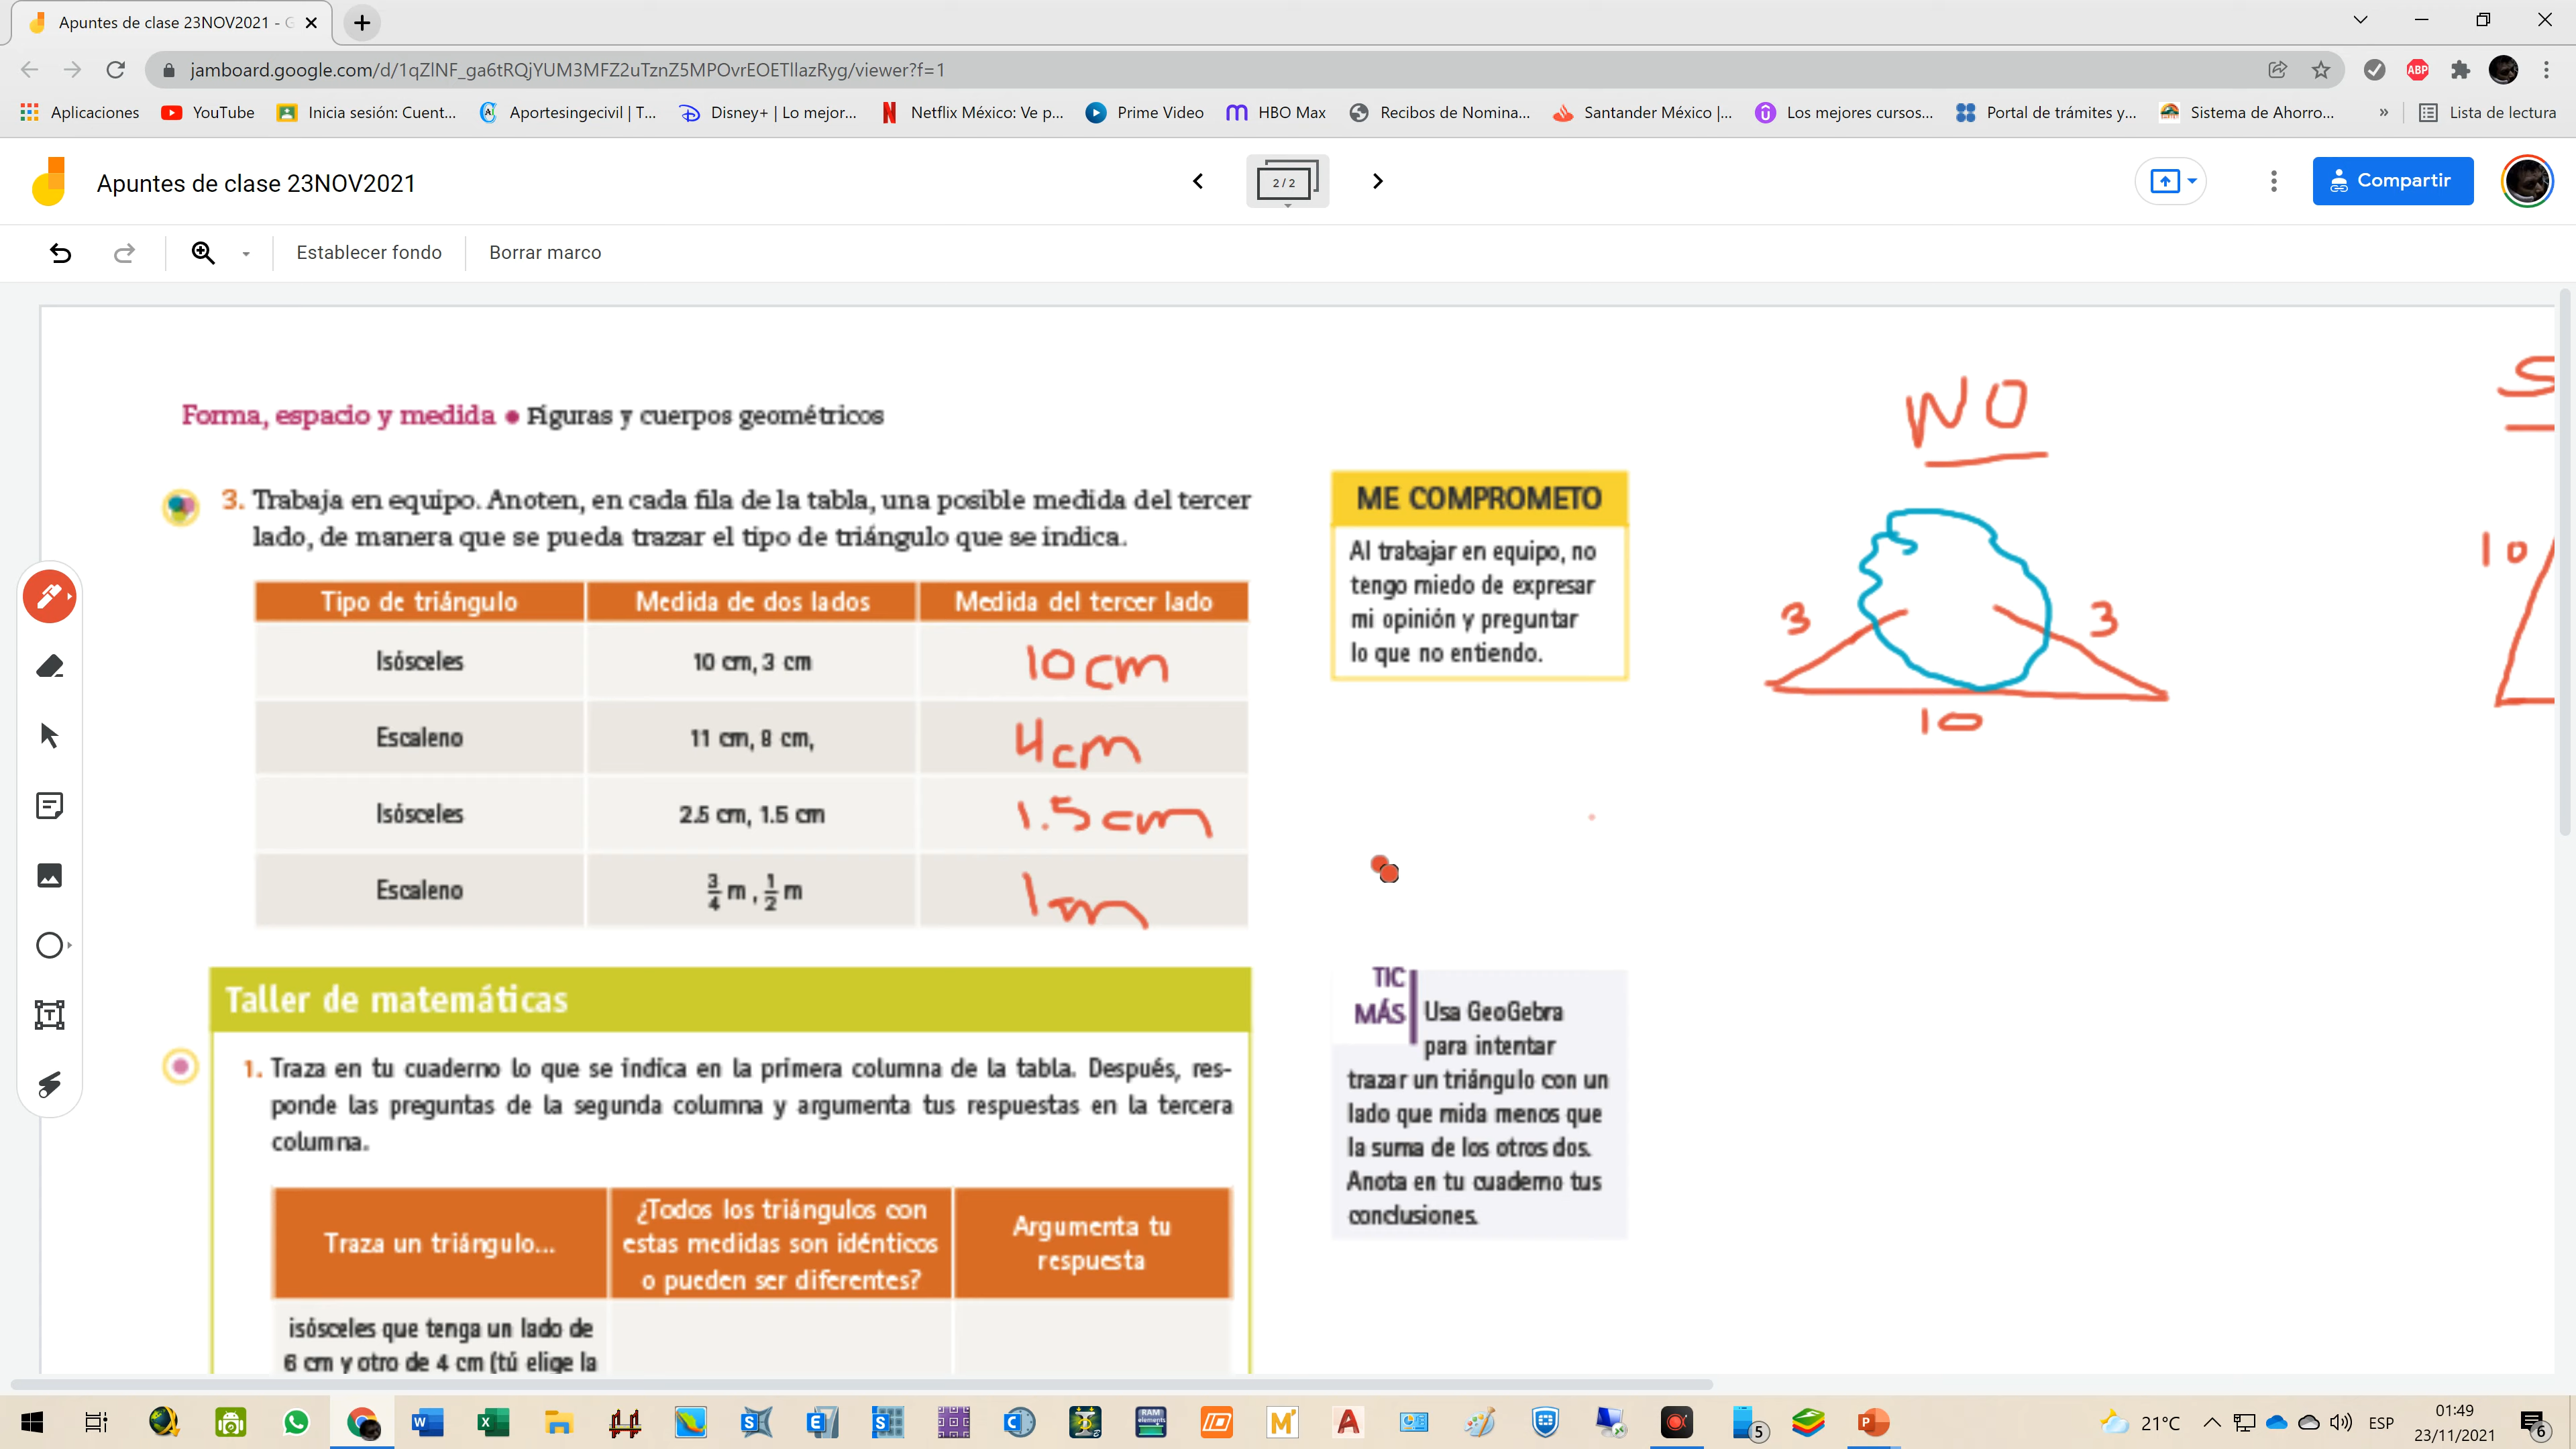 Apuntes de clase 23NOV2021 - G
jamboard.google.com/d/1qZlNF_ga6tRQjYUM3MFZ2uTznZ5MPOvrEOETllazRyg/viewer?f=1
ABP
Aplicaciones YouTube Inicia sesión: Cuent... Aportesingecivil | T... Disney+ | Lo mejor... Netflix México: Ve p... Prime Video HBO Max Recibos de Nomina... Santander México |... Los mejores cursos... Portal de trámites y... Sistema de Ahorro... » Lista de lectura
Apuntes de clase 23NOV2021
2 / 2
Compartir
Establecer fondo Borrar marco
Forma, espacio y medida • Figuras y cuerpos geométricos
3. Trabaja en equipo. Anoten, en cada fila de la tabla, una posible medida del tercer
lado, de manera que se pueda trazar el tipo de triángulo que se indica.
Tipo de triángulo Medida de dos lados Medida del tercer lado
Isósceles 10 cm, 3 cm 10 cm
Escaleno 11 cm, 8 cm, 4 cm
Isósceles 2.5 cm, 1.5 cm 1.5 cm
Escaleno 3/4 m , 1/2 m 1 m
ME COMPROMETO
Al trabajar en equipo, no
tengo miedo de expresar
mi opinión y preguntar
lo que no entiendo.
NO
3 3
10
S
10
Taller de matemáticas
1. Traza en tu cuaderno lo que se indica en la primera columna de la tabla. Después, res-
ponde las preguntas de la segunda columna y argumenta tus respuestas en la tercera
columna.
Traza un triángulo...
¿Todos los triángulos con
estas medidas son idénticos
o pueden ser diferentes?
Argumenta tu
respuesta
isósceles que tenga un lado de
6 cm y otro de 4 cm (tú elige la
TIC
MÁS
Usa GeoGebra
para intentar
trazar un triángulo con un
lado que mida menos que
la suma de los otros dos.
Anota en tu cuaderno tus
conclusiones.
5
21°C
ESP
01:49
23/11/2021
6